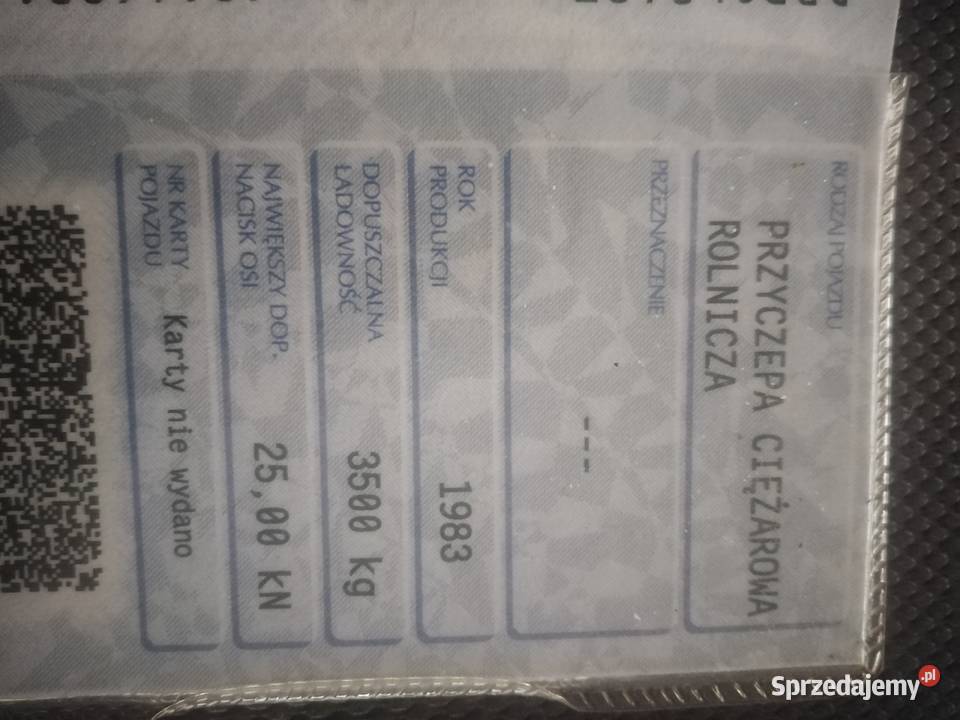 RODZAJ POJAZDU
PRZYCZEPA CIĘŻAROWA
ROLNICZA
PRZEZNACZENIE
---
ROK
PRODUKCJI
1983
DOPUSZCZALNA
ŁADOWNOŚĆ
3500 kg
NAJWIĘKSZY DOP.
NACISK OSI
25,00 kN
NR KARTY
POJAZDU
Karty nie wydano
Sprzedajemy.pl